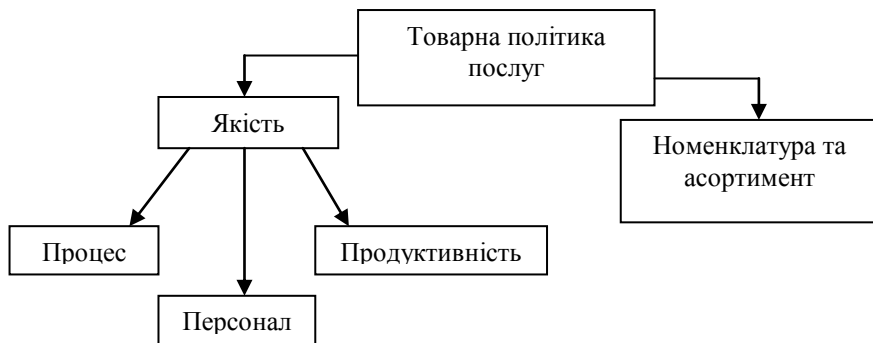 Товарна політика
послуг
Якість
Номенклатура та
асортимент
Процес
Продуктивність
Персонал